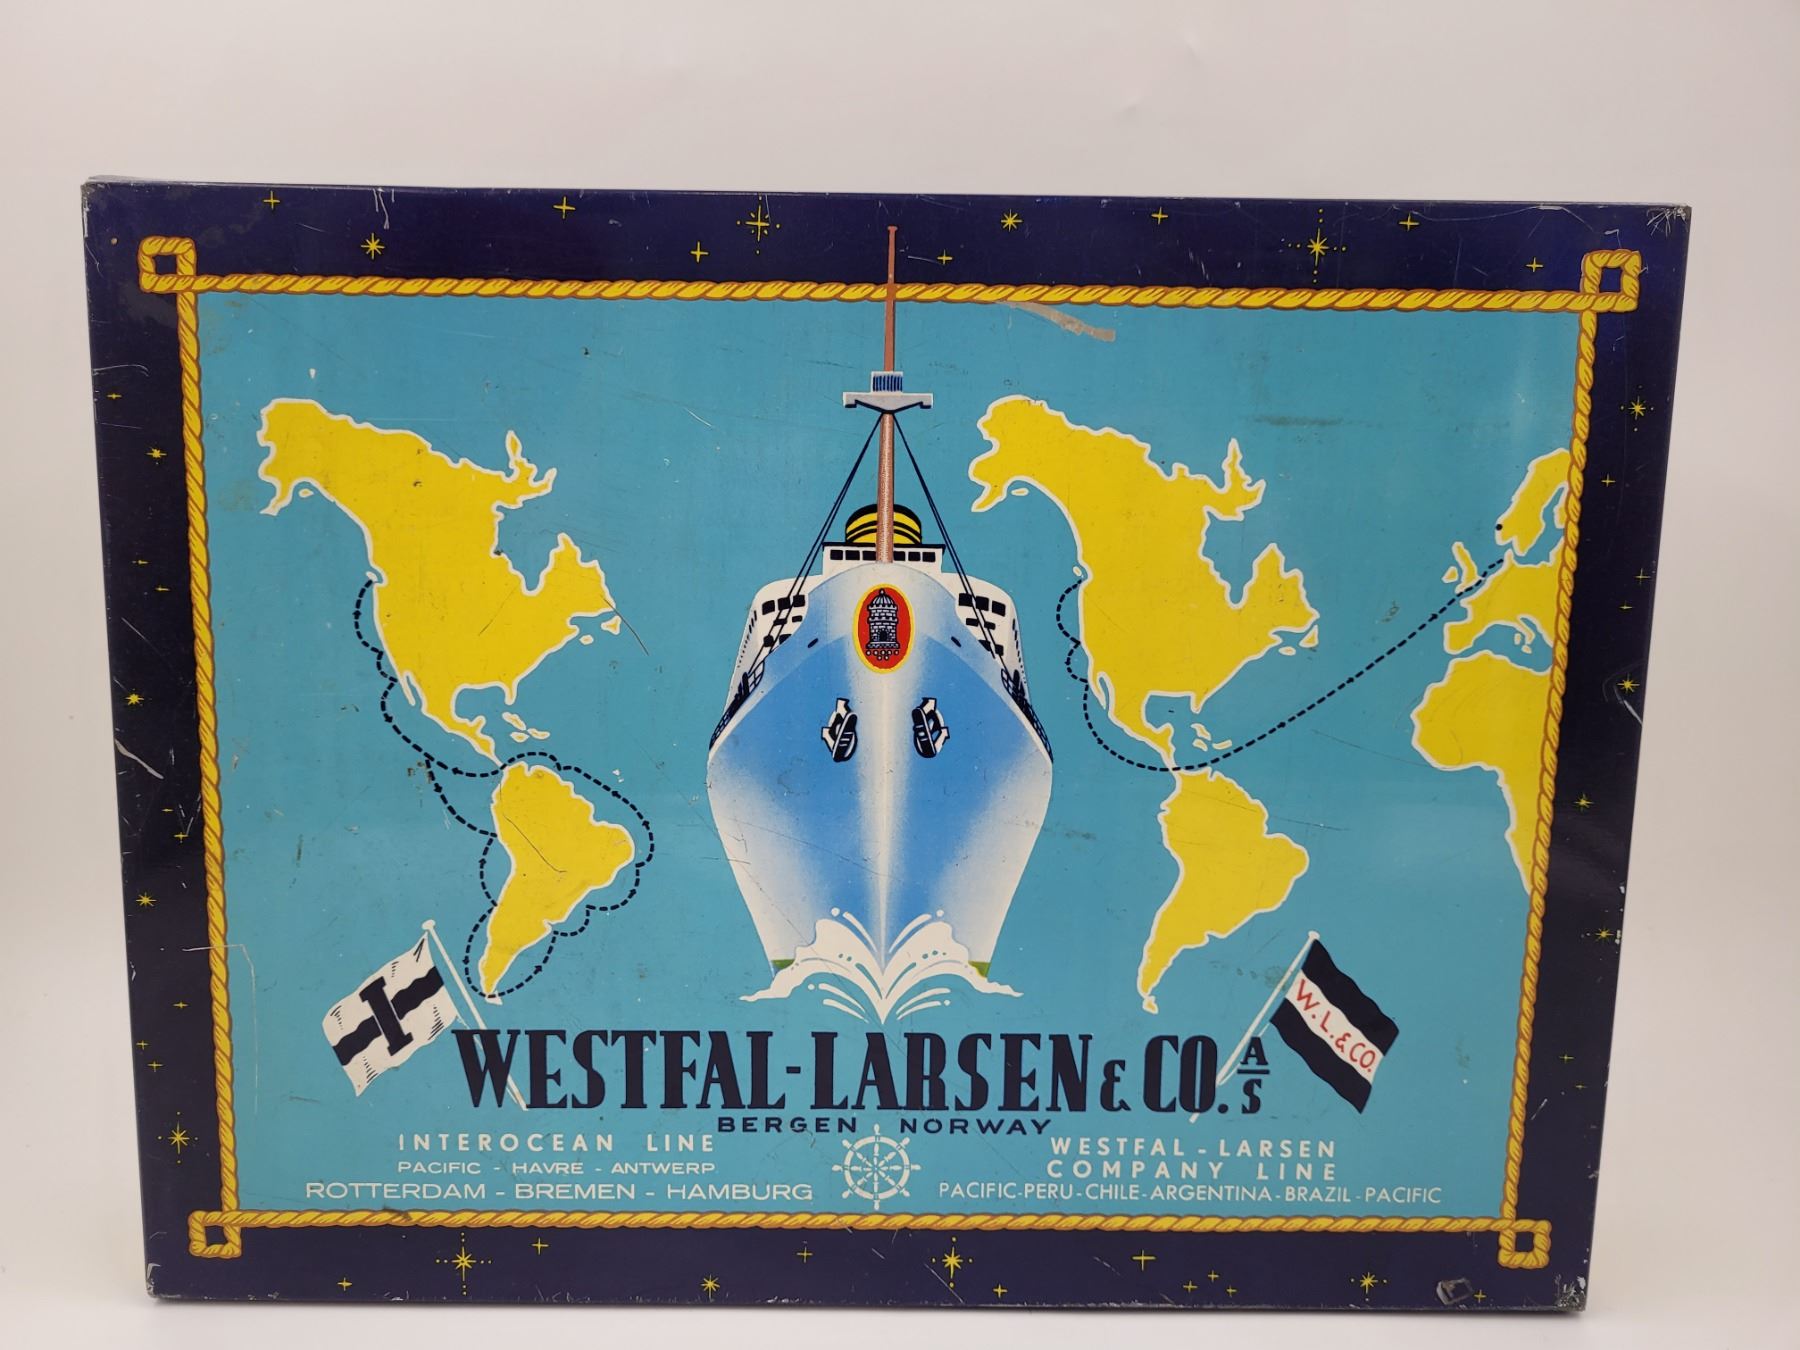 WESTFAL-LARSEN & CO. A/S
BERGEN NORWAY
INTEROCEAN LINE
PACIFIC - HAVRE - ANTWERP
ROTTERDAM - BREMEN - HAMBURG
WESTFAL - LARSEN
COMPANY LINE
PACIFIC-PERU-CHILE-ARGENTINA-BRAZIL-PACIFIC
I
W.L.&CO.